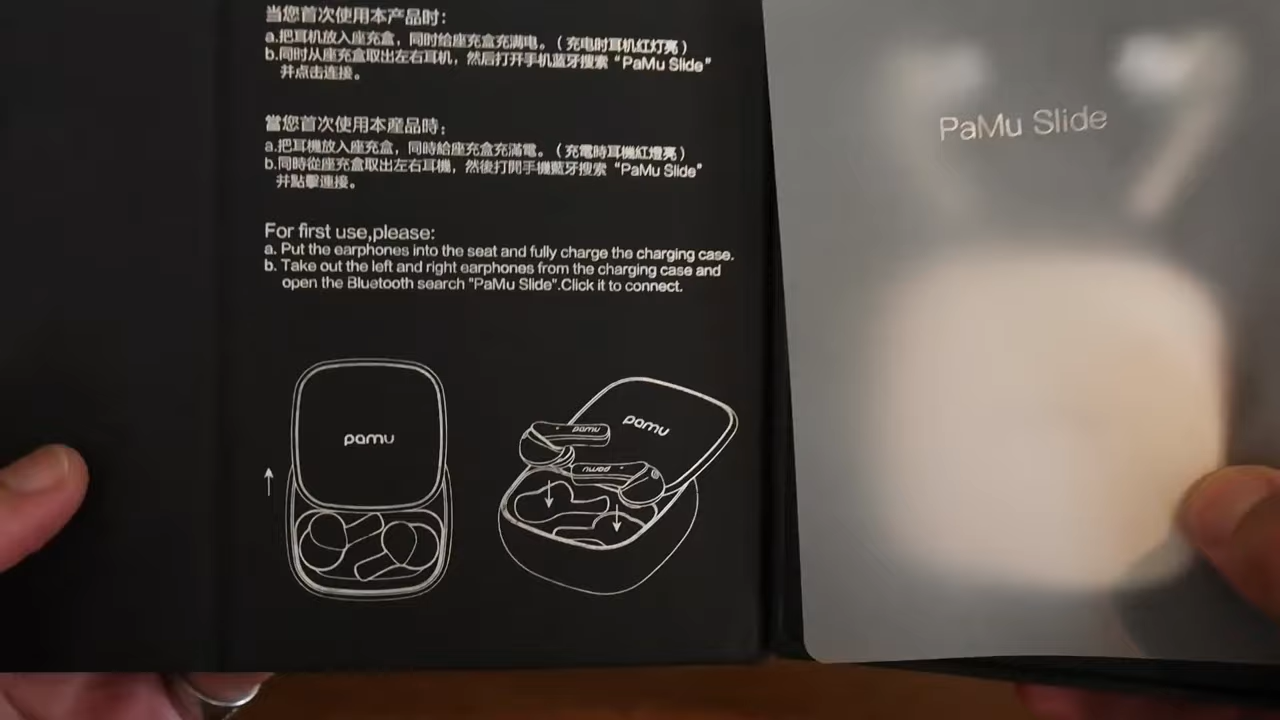 当您首次使用本产品时:
a.把耳机放入座充盒，同时给座充盒充满电。(充电时耳机红灯亮)
b.同时从座充盒取出左右耳机，然后打开手机蓝牙搜索“PaMu Slide”
并点击连接。
當您首次使用本產品時:
a.把耳機放入座充盒，同時給座充盒充滿電。(充電時耳機紅燈亮)
b.同時從座充盒取出左右耳機，然後打開手機藍牙搜索“PaMu Slide”
并點擊連接。
For first use,please:
a. Put the earphones into the seat and fully charge the charging case.
b. Take out the left and right earphones from the charging case and
open the Bluetooth search "PaMu Slide".Click it to connect.
pamu
pamu
pamu
pamu
PaMu Slide